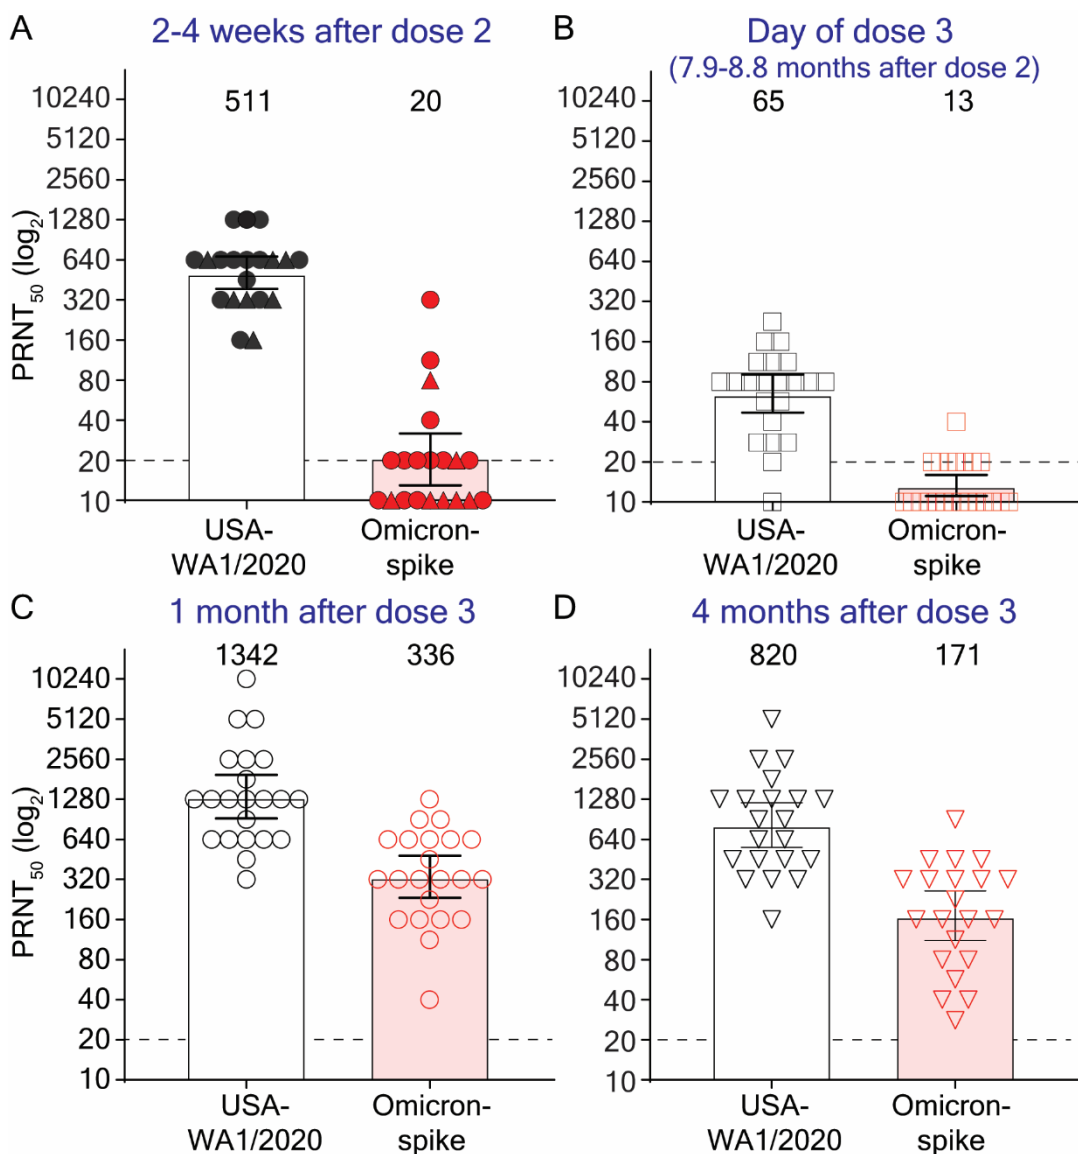 A
2-4 weeks after dose 2
511
20
PRNT50 (log2)
10240
5120
2560
1280
640
320
160
80
40
20
10
USA-
WA1/2020
Omicron-
spike
B
Day of dose 3
(7.9-8.8 months after dose 2)
65
13
10240
5120
2560
1280
640
320
160
80
40
20
10
USA-
WA1/2020
Omicron-
spike
C
1 month after dose 3
1342
336
PRNT50 (log2)
10240
5120
2560
1280
640
320
160
80
40
20
10
USA-
WA1/2020
Omicron-
spike
D
4 months after dose 3
820
171
10240
5120
2560
1280
640
320
160
80
40
20
10
USA-
WA1/2020
Omicron-
spike